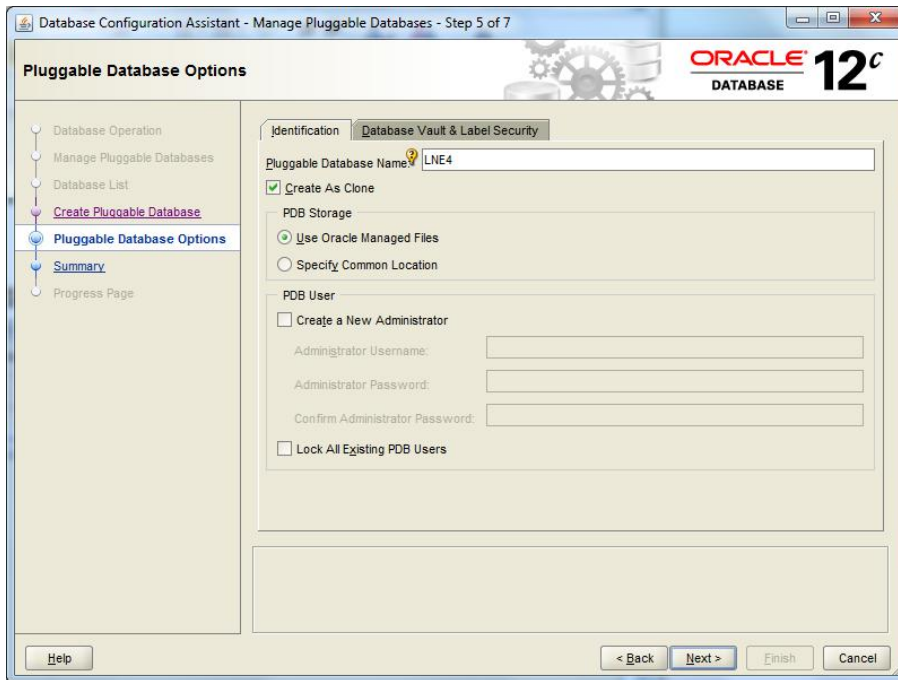 Database Configuration Assistant - Manage Pluggable Databases - Step 5 of 7
Pluggable Database Options
ORACLE
DATABASE
12c
Database Operation
Manage Pluggable Databases
Database List
Create Pluggable Database
Pluggable Database Options
Summary
Progress Page
Identification
Database Vault & Label Security
Pluggable Database Name: LNE4
Create As Clone
PDB Storage
Use Oracle Managed Files
Specify Common Location
PDB User
Create a New Administrator
Administrator Username:
Administrator Password:
Confirm Administrator Password:
Lock All Existing PDB Users
Help
< Back
Next >
Finish
Cancel